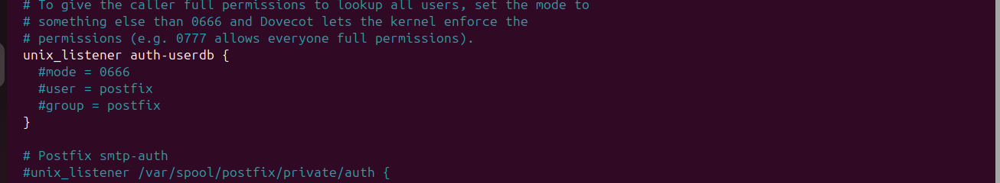 # To give the caller full permissions to lookup all users, set the mode to
# something else than 0666 and Dovecot lets the kernel enforce the
# permissions (e.g. 0777 allows everyone full permissions).
unix_listener auth-userdb {
  #mode = 0666
  #user = postfix
  #group = postfix
}

# Postfix smtp-auth
#unix_listener /var/spool/postfix/private/auth {